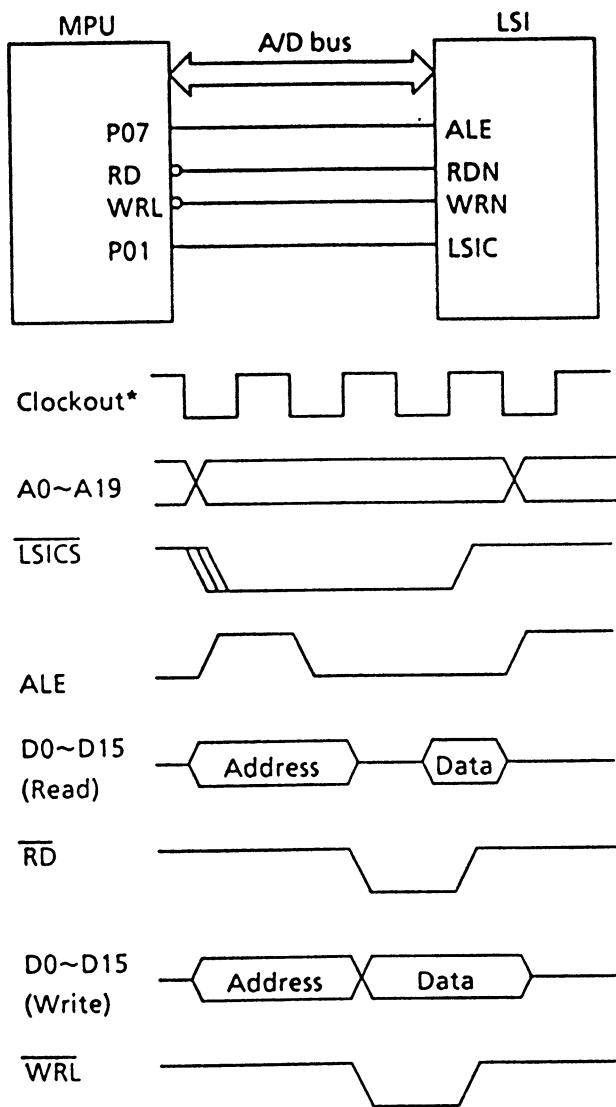 MPU LSI
A/D bus
P07 ALE
RD RDN
WRL WRN
P01 LSIC
Clockout*
A0~A19
LSICS
ALE
D0~D15
(Read)
Address Data
RD
D0~D15
(Write)
Address Data
WRL